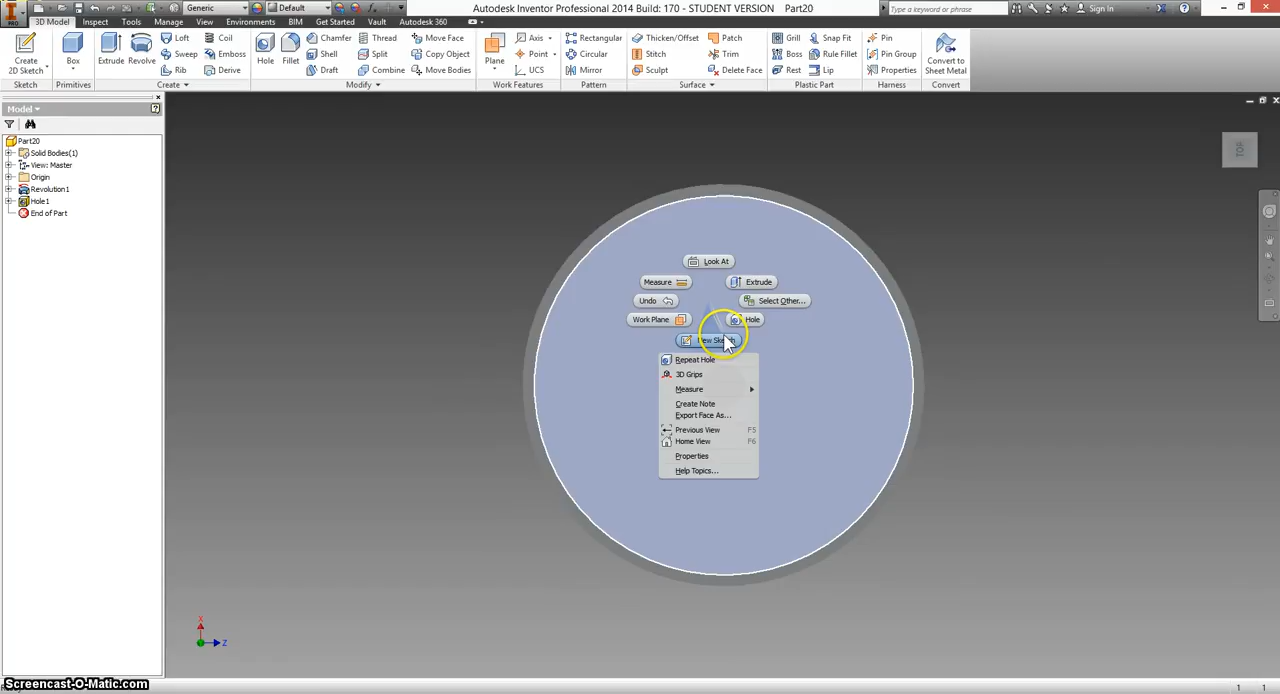 Generic
Default
Autodesk Inventor Professional 2014 Build: 170 - STUDENT VERSION Part20
Type a keyword or phrase
Sign In
PRO
3D Model
Inspect
Tools
Manage
View
Environments
BIM
Get Started
Vault
Autodesk 360
Create
2D Sketch
Box
Extrude
Revolve
Loft
Sweep
Rib
Coil
Emboss
Derive
Hole
Fillet
Chamfer
Shell
Draft
Thread
Split
Combine
Move Face
Copy Object
Move Bodies
Plane
Axis
Point
UCS
Rectangular
Circular
Mirror
Thicken/Offset
Stitch
Sculpt
Patch
Trim
Delete Face
Grill
Boss
Rest
Snap Fit
Rule Fillet
Lip
Pin
Pin Group
Properties
Convert to
Sheet Metal
Sketch
Primitives
Create
Modify
Work Features
Pattern
Surface
Plastic Part
Harness
Convert
Model
Part20
Solid Bodies(1)
View: Master
Origin
Revolution1
Hole1
End of Part
TOP
Look At
Measure
Extrude
Undo
Select Other...
Work Plane
Hole
New Sketch
Repeat Hole
3D Grips
Measure
Create Note
Export Face As...
Previous View F5
Home View F6
Properties
Help Topics...
X
Z
Screencast-O-Matic.com
1 1